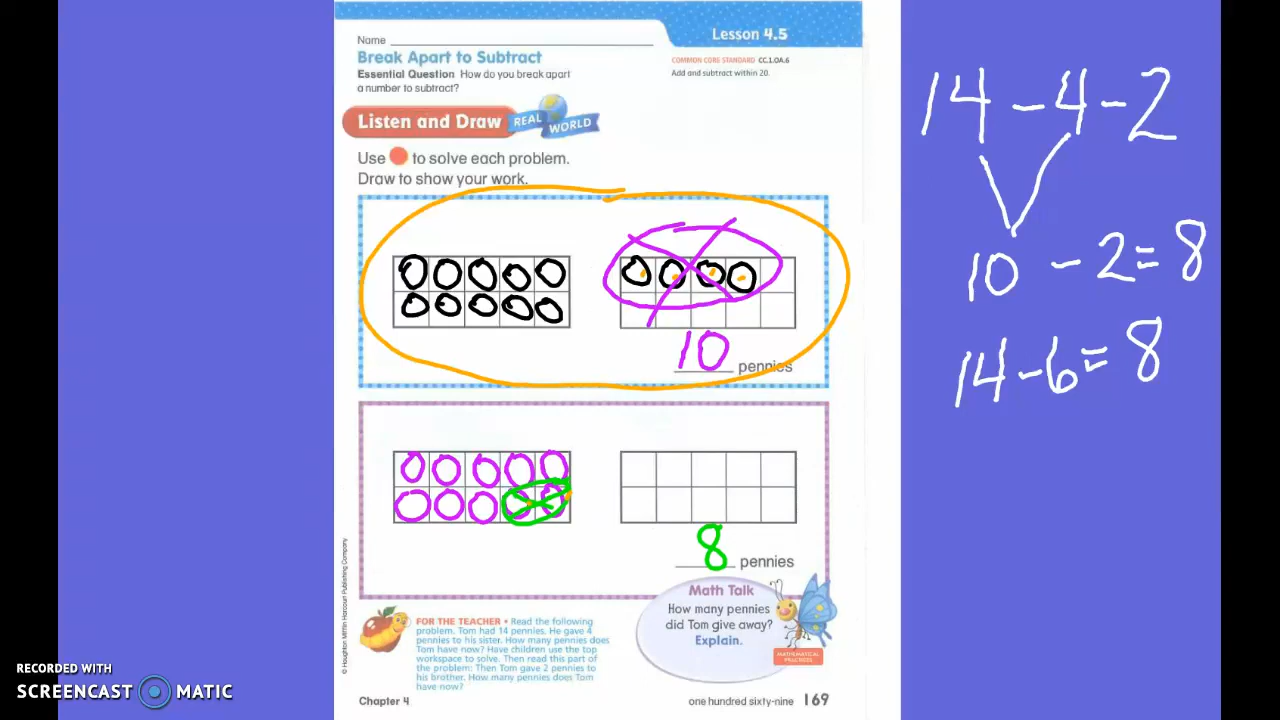 Lesson 4.5
Name
Break Apart to Subtract
Essential Question How do you break apart
a number to subtract?
COMMON CORE STANDARD CC.1.OA.6
Add and subtract within 20.
Listen and Draw REAL WORLD
Use to solve each problem.
Draw to show your work.
10 pennies
8 pennies
Math Talk
How many pennies
did Tom give away?
Explain.
MATHEMATICAL
PRACTICES
FOR THE TEACHER • Read the following
problem. Tom had 14 pennies. He gave 4
pennies to his sister. How many pennies does
Tom have now? Have children use the top
workspace to solve. Then read this part of
the problem: Then Tom gave 2 pennies to
his brother. How many pennies does Tom
have now?
© Houghton Mifflin Harcourt Publishing Company
Chapter 4
one hundred sixty-nine 169
14 - 4 - 2
10 - 2 = 8
14 - 6 = 8
RECORDED WITH
SCREENCAST MATIC